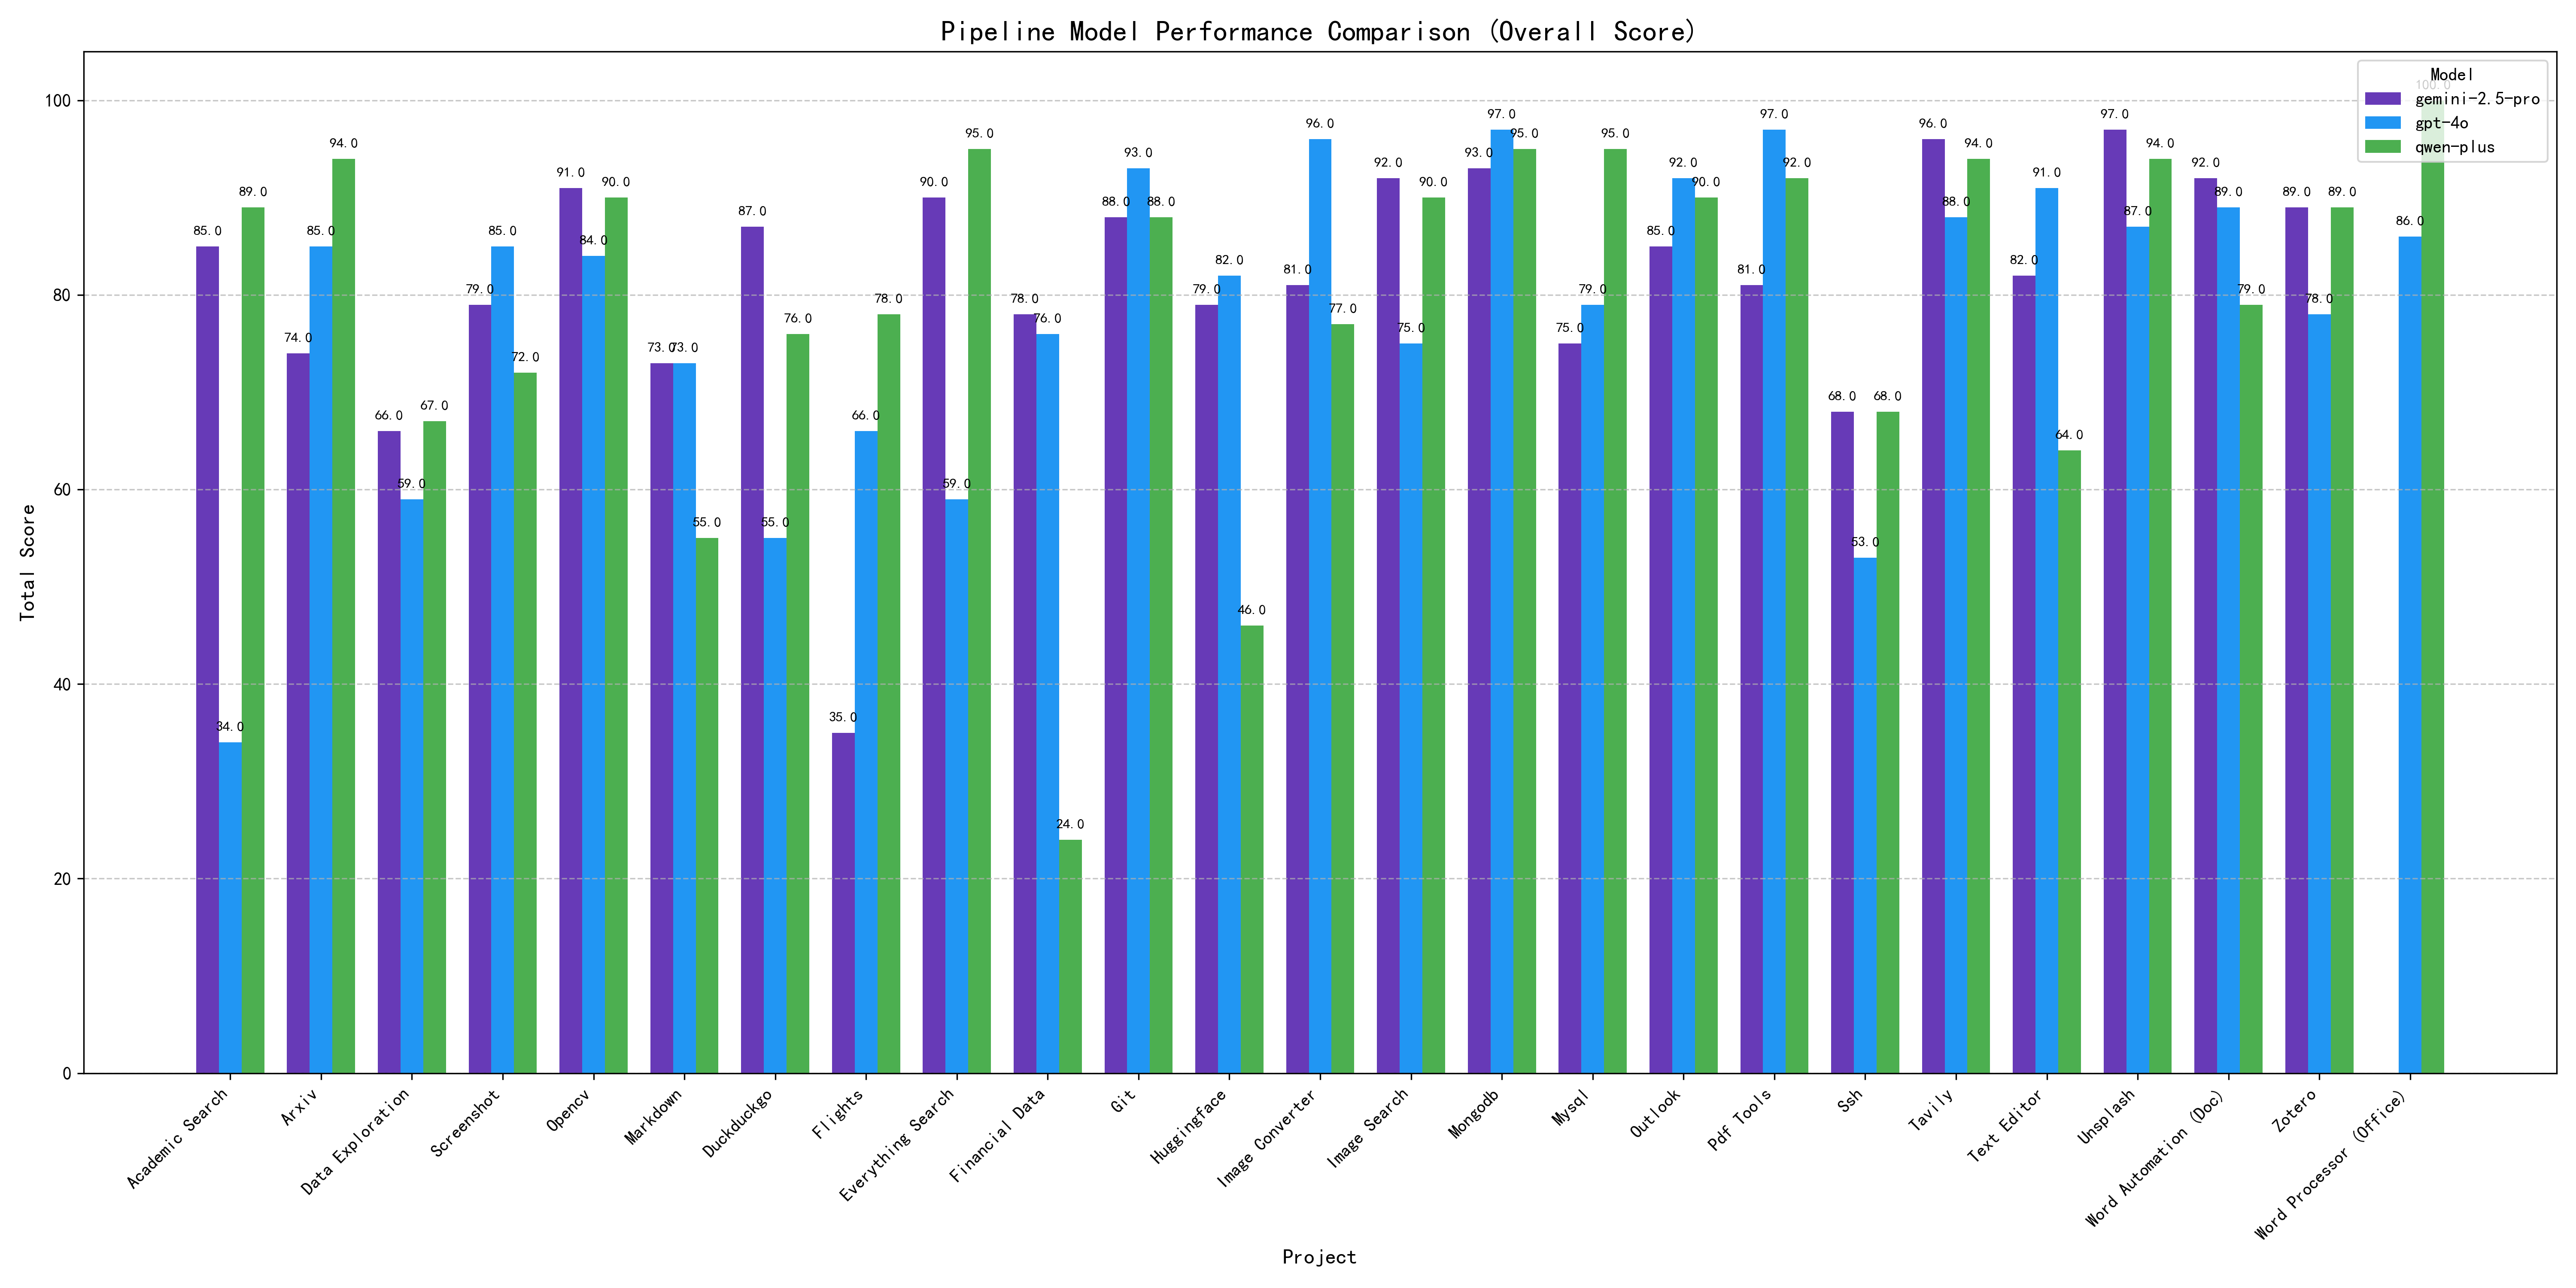 Pipeline Model Performance Comparison (Overall Score)
Model
gemini-2.5-pro
gpt-4o
qwen-plus
Total Score
100
80
60
40
20
0
85.0 34.0 89.0
74.0 85.0 94.0
66.0 59.0 67.0
79.0 85.0 72.0
91.0 84.0 90.0
73.0 73.0 55.0
87.0 55.0 76.0
35.0 66.0 78.0
90.0 59.0 95.0
78.0 76.0 24.0
88.0 93.0 88.0
79.0 82.0 46.0
81.0 96.0 77.0
92.0 75.0 90.0
93.0 97.0 95.0
75.0 79.0 95.0
85.0 92.0 90.0
81.0 97.0 92.0
68.0 53.0 68.0
96.0 88.0 94.0
82.0 91.0 64.0
97.0 87.0 94.0
92.0 89.0 79.0
89.0 78.0 89.0
86.0 100.0
Academic Search
Arxiv
Data Exploration
Screenshot
Opencv
Markdown
Duckduckgo
Flights
Everything Search
Financial Data
Git
Huggingface
Image Converter
Image Search
Mongodb
Mysql
Outlook
Pdf Tools
Ssh
Tavily
Text Editor
Unsplash
Word Automation (Doc)
Zotero
Word Processor (Office)
Project